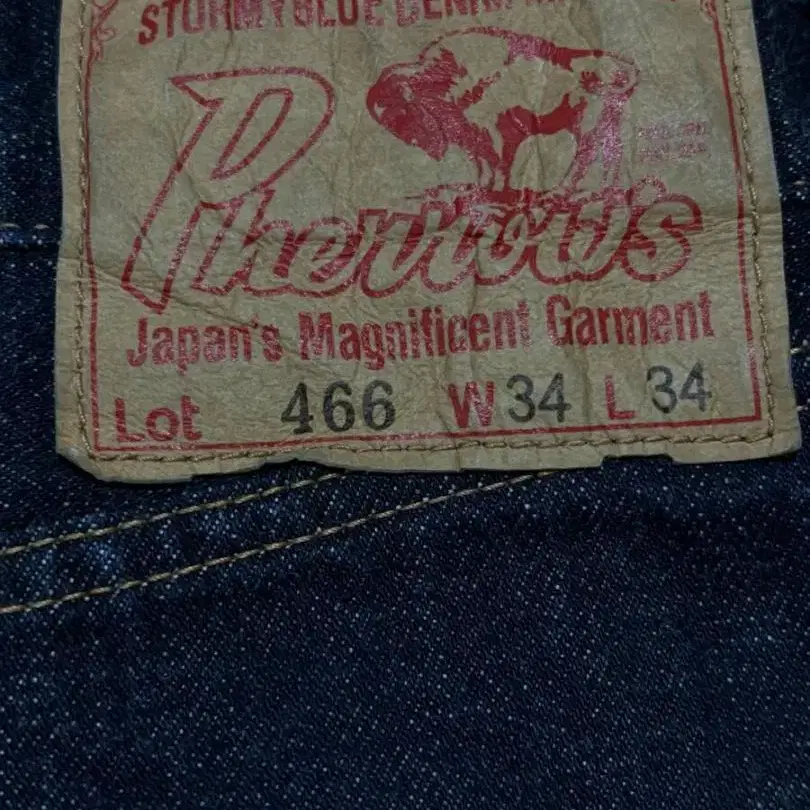 STORMYBLUE DENIM
Pherrow's
Japan's Magnificent Garment
Lot 466 W 34 L 34